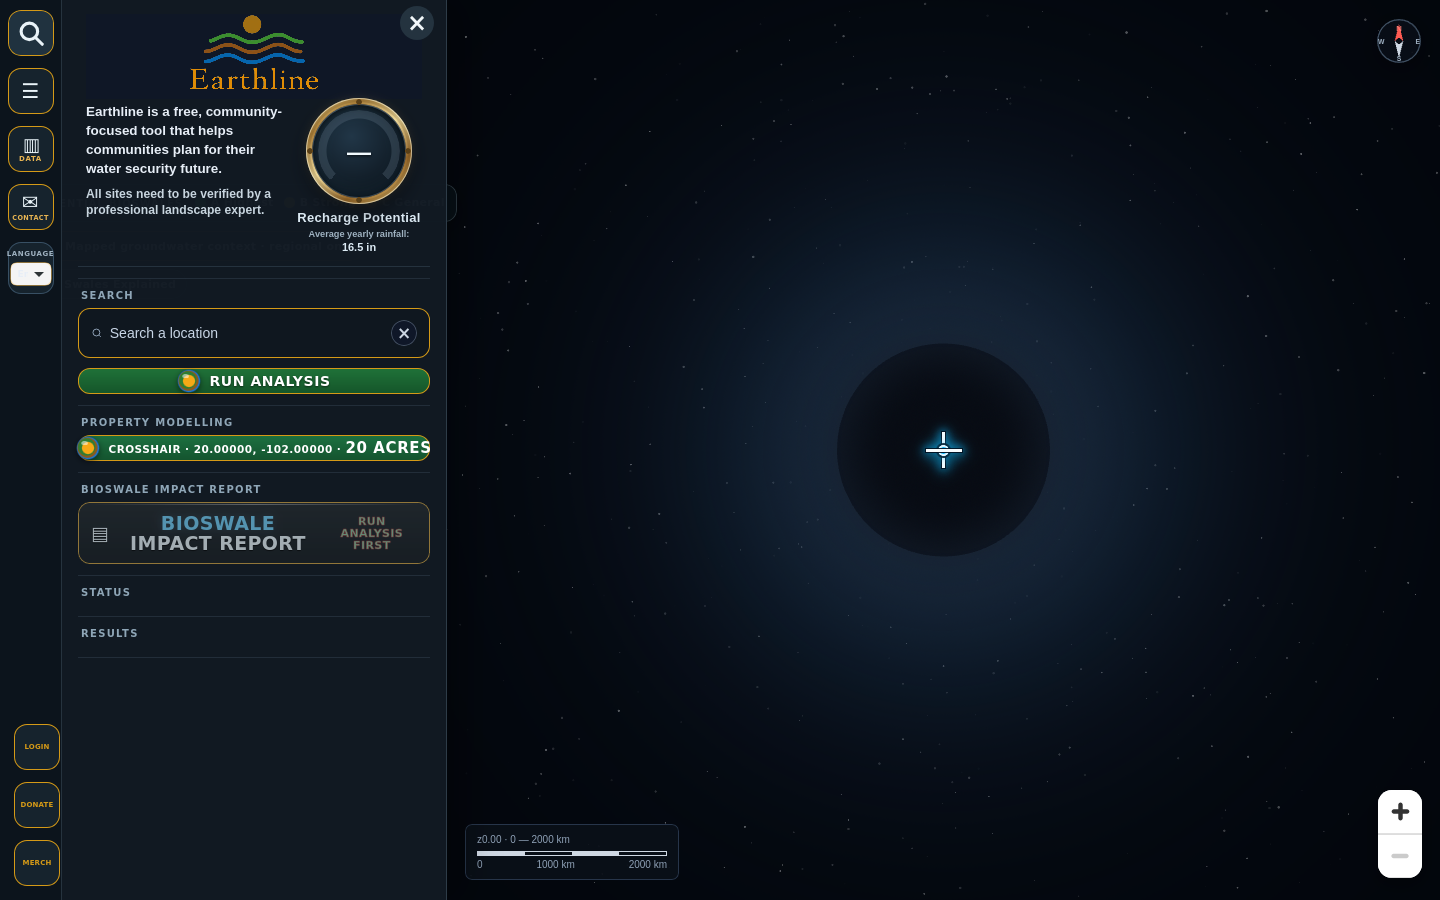 DATA
CONTACT
LANGUAGE
LOGIN
DONATE
MERCH
Earthline
Earthline is a free, community-
focused tool that helps
communities plan for their
water security future.
All sites need to be verified by a
professional landscape expert.
—
Recharge Potential
Average yearly rainfall:
16.5 in
SEARCH
Search a location
RUN ANALYSIS
PROPERTY MODELLING
CROSSHAIR · 20.00000, -102.00000 · 20 ACRES
BIOSWALE IMPACT REPORT
BIOSWALE
IMPACT REPORT
RUN
ANALYSIS
FIRST
STATUS
RESULTS
N
W
E
S
z0.00 · 0 — 2000 km
0 1000 km 2000 km